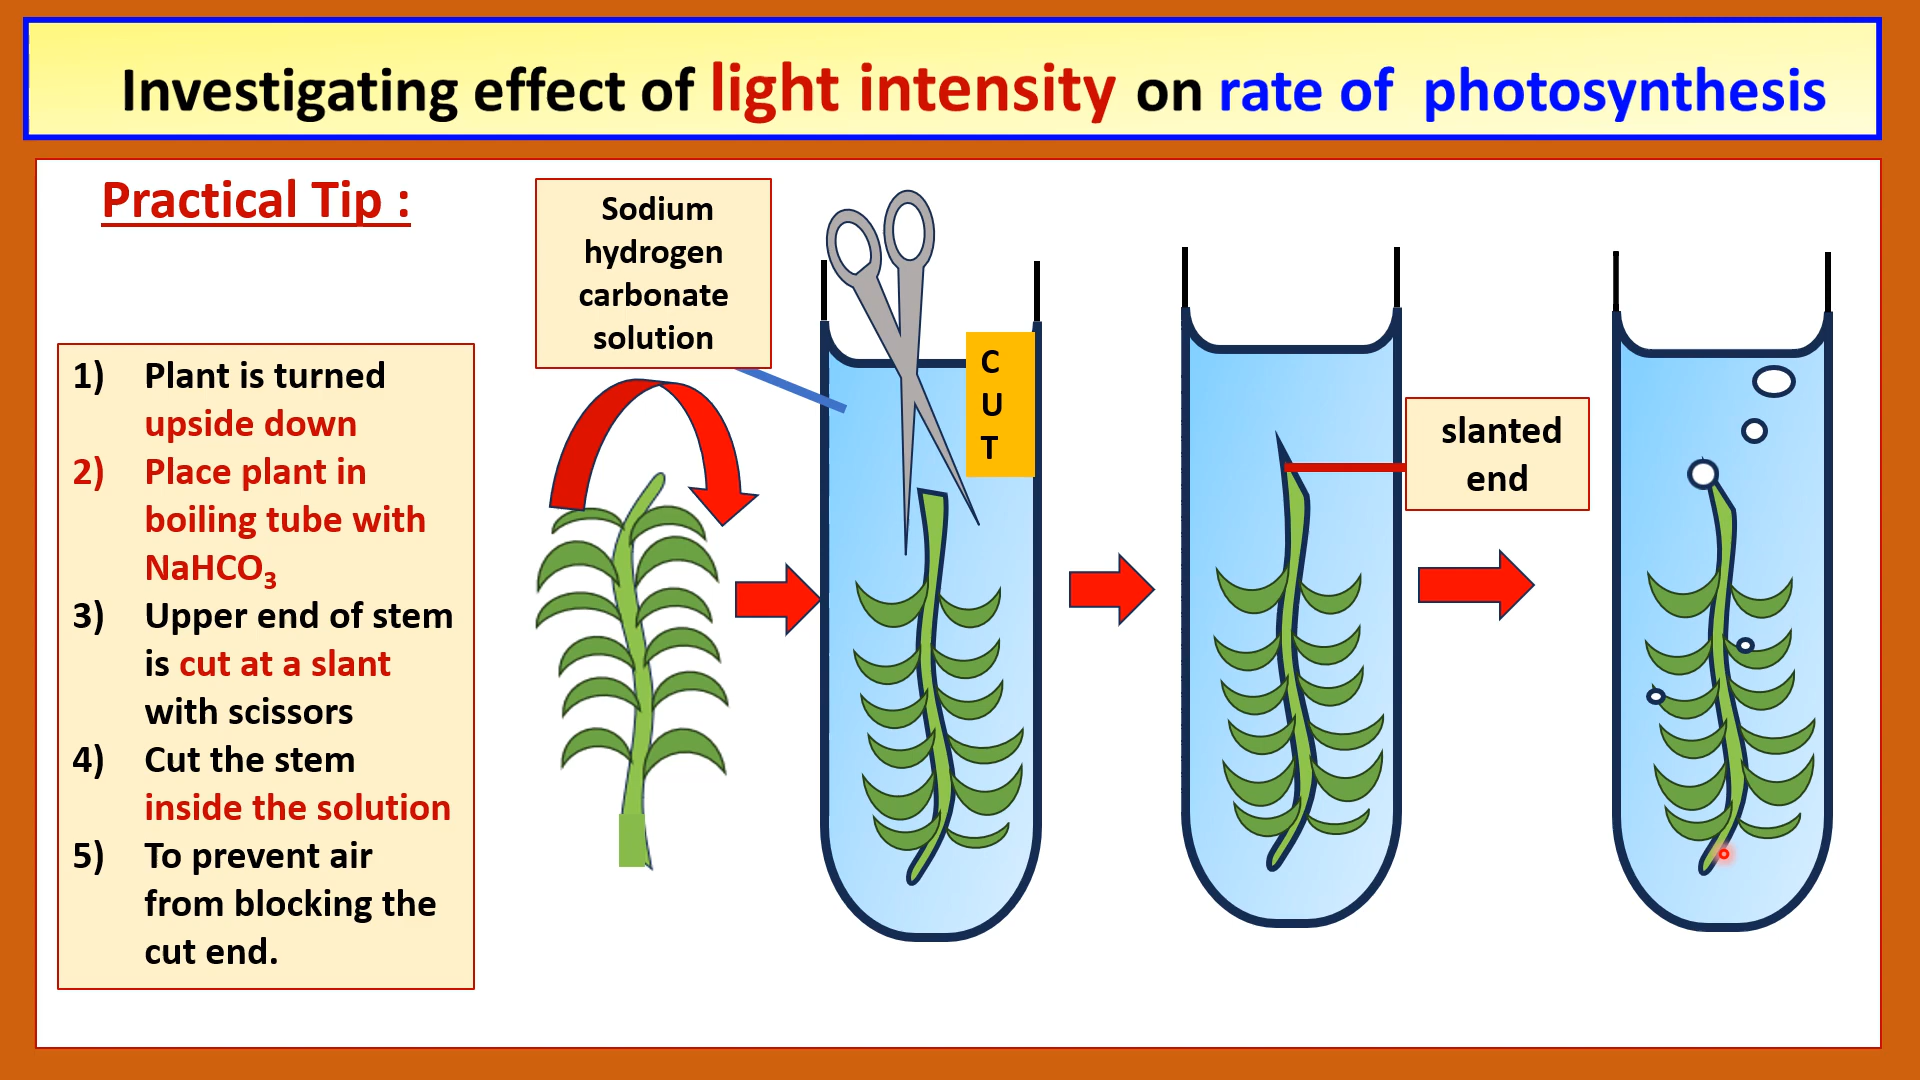 Investigating effect of light intensity on rate of photosynthesis
Practical Tip :
1) Plant is turned
upside down
2) Place plant in
boiling tube with
NaHCO₃
3) Upper end of stem
is cut at a slant
with scissors
4) Cut the stem
inside the solution
5) To prevent air
from blocking the
cut end.
Sodium
hydrogen
carbonate
solution
C
U
T
slanted
end